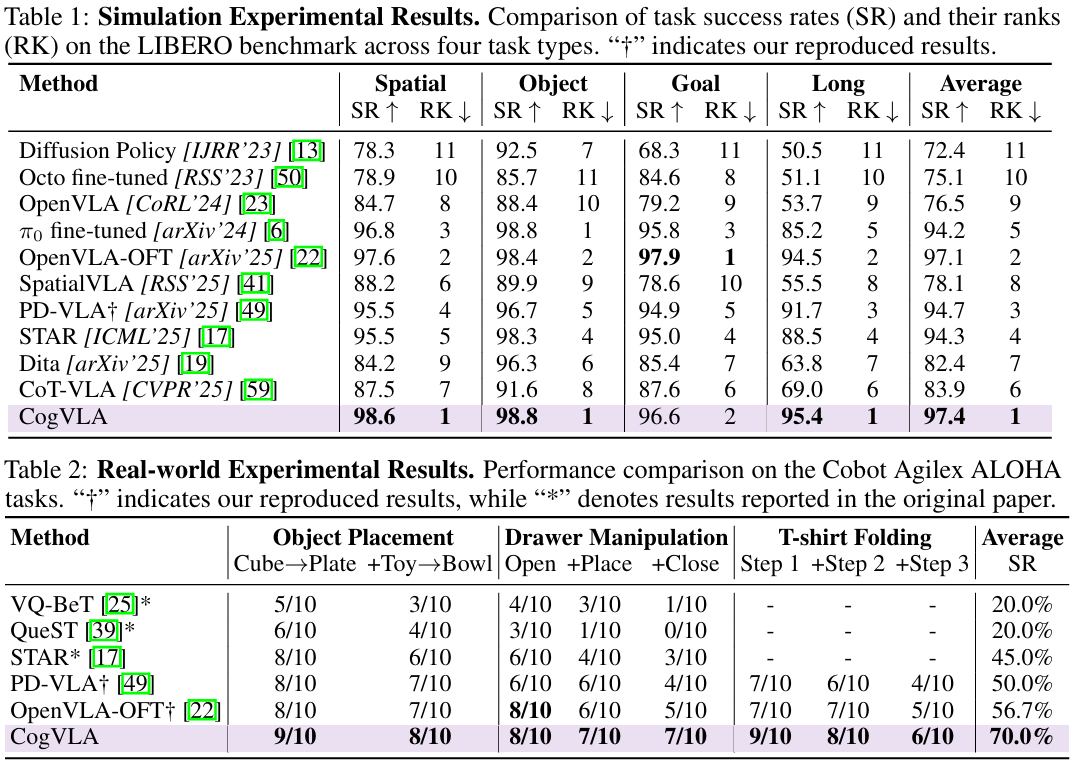 Table 1: Simulation Experimental Results. Comparison of task success rates (SR) and their ranks
(RK) on the LIBERO benchmark across four task types. “†” indicates our reproduced results.
Method Spatial Object Goal Long Average
SR ↑ RK ↓ SR ↑ RK ↓ SR ↑ RK ↓ SR ↑ RK ↓ SR ↑ RK ↓
Diffusion Policy [IJRR’23] [13] 78.3 11 92.5 7 68.3 11 50.5 11 72.4 11
Octo fine-tuned [RSS’23] [50] 78.9 10 85.7 11 84.6 8 51.1 10 75.1 10
OpenVLA [CoRL’24] [23] 84.7 8 88.4 10 79.2 9 53.7 9 76.5 9
π0 fine-tuned [arXiv’24] [6] 96.8 3 98.8 1 95.8 3 85.2 5 94.2 5
OpenVLA-OFT [arXiv’25] [22] 97.6 2 98.4 2 97.9 1 94.5 2 97.1 2
SpatialVLA [RSS’25] [41] 88.2 6 89.9 9 78.6 10 55.5 8 78.1 8
PD-VLA† [arXiv’25] [49] 95.5 4 96.7 5 94.9 5 91.7 3 94.7 3
STAR [ICML’25] [17] 95.5 5 98.3 4 95.0 4 88.5 4 94.3 4
Dita [arXiv’25] [19] 84.2 9 96.3 6 85.4 7 63.8 7 82.4 7
CoT-VLA [CVPR’25] [59] 87.5 7 91.6 8 87.6 6 69.0 6 83.9 6
CogVLA 98.6 1 98.8 1 96.6 2 95.4 1 97.4 1
Table 2: Real-world Experimental Results. Performance comparison on the Cobot Agilex ALOHA
tasks. “†” indicates our reproduced results, while “*” denotes results reported in the original paper.
Method Object Placement Drawer Manipulation T-shirt Folding Average
Cube→Plate +Toy→Bowl Open +Place +Close Step 1 +Step 2 +Step 3 SR
VQ-BeT [25]* 5/10 3/10 4/10 3/10 1/10 - - - 20.0%
QueST [39]* 6/10 4/10 3/10 1/10 0/10 - - - 20.0%
STAR* [17] 8/10 6/10 6/10 4/10 3/10 - - - 45.0%
PD-VLA† [49] 8/10 7/10 6/10 6/10 4/10 7/10 6/10 4/10 50.0%
OpenVLA-OFT† [22] 8/10 7/10 8/10 6/10 5/10 7/10 7/10 5/10 56.7%
CogVLA 9/10 8/10 8/10 7/10 7/10 9/10 8/10 6/10 70.0%